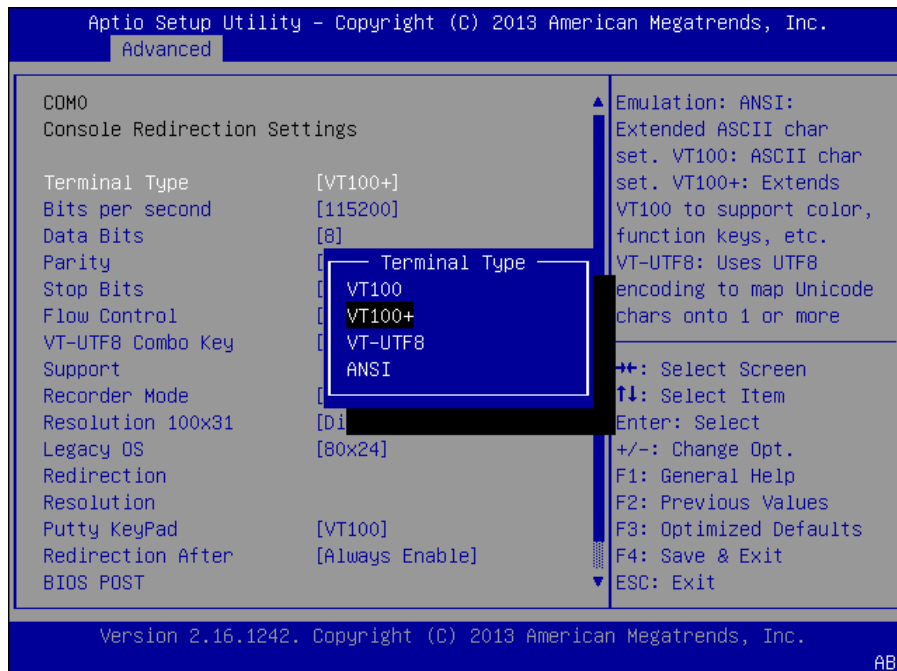 Aptio Setup Utility – Copyright (C) 2013 American Megatrends, Inc.
Advanced
COM0
Console Redirection Settings
Terminal Type [VT100+]
Bits per second [115200]
Data Bits [8]
Parity [
Stop Bits [
Flow Control [
VT-UTF8 Combo Key [
Support
Recorder Mode [
Resolution 100x31 [Di
Legacy OS [80x24]
Redirection
Resolution
Putty KeyPad [VT100]
Redirection After [Always Enable]
BIOS POST
Terminal Type
VT100
VT100+
VT-UTF8
ANSI
Emulation: ANSI:
Extended ASCII char
set. VT100: ASCII char
set. VT100+: Extends
VT100 to support color,
function keys, etc.
VT-UTF8: Uses UTF8
encoding to map Unicode
chars onto 1 or more
→←: Select Screen
↑↓: Select Item
Enter: Select
+/-: Change Opt.
F1: General Help
F2: Previous Values
F3: Optimized Defaults
F4: Save & Exit
ESC: Exit
Version 2.16.1242. Copyright (C) 2013 American Megatrends, Inc.
AB